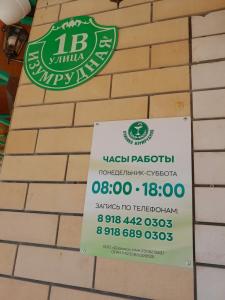 1В
УЛИЦА
ИЗУМРУДНАЯ
ЧАСЫ РАБОТЫ
ПОНЕДЕЛЬНИК-СУББОТА
08:00 - 18:00
ЗАПИСЬ ПО ТЕЛЕФОНАМ:
8 918 442 0303
8 918 689 0303